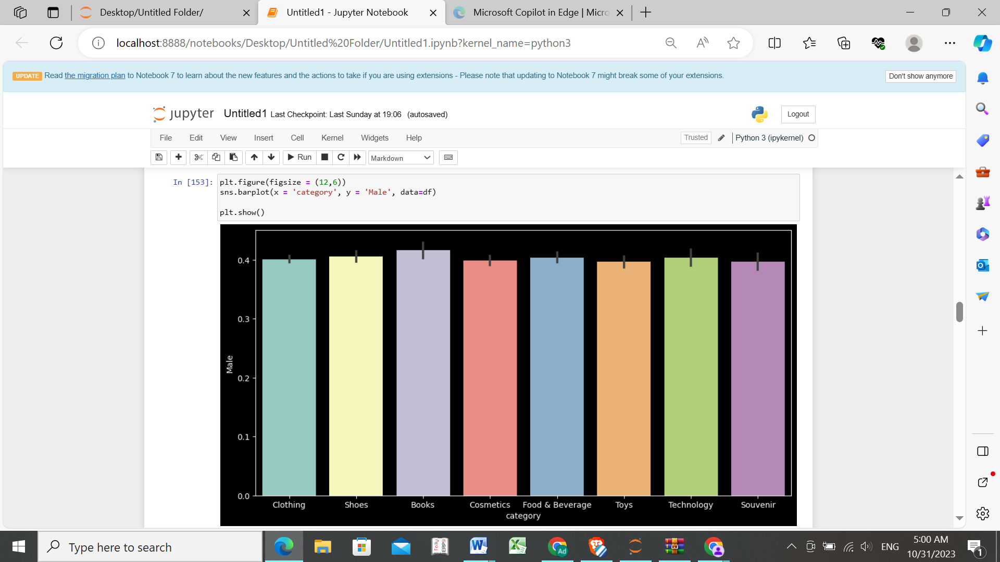 Desktop/Untitled Folder/
Untitled1 - Jupyter Notebook
Microsoft Copilot in Edge | Micro
localhost:8888/notebooks/Desktop/Untitled%20Folder/Untitled1.ipynb?kernel_name=python3
UPDATE Read the migration plan to Notebook 7 to learn about the new features and the actions to take if you are using extensions - Please note that updating to Notebook 7 might break some of your extensions.
Don't show anymore
jupyter Untitled1 Last Checkpoint: Last Sunday at 19:06 (autosaved)
Logout
File Edit View Insert Cell Kernel Widgets Help
Trusted Python 3 (ipykernel)
Run Markdown
In [153]: plt.figure(figsize = (12,6))
sns.barplot(x = 'category', y = 'Male', data=df)
plt.show()
0.4
0.3
0.2
0.1
0.0
Male
Clothing Shoes Books Cosmetics Food & Beverage Toys Technology Souvenir
category
Type here to search
Tally
ERP9
Ad
ENG
5:00 AM
10/31/2023
1